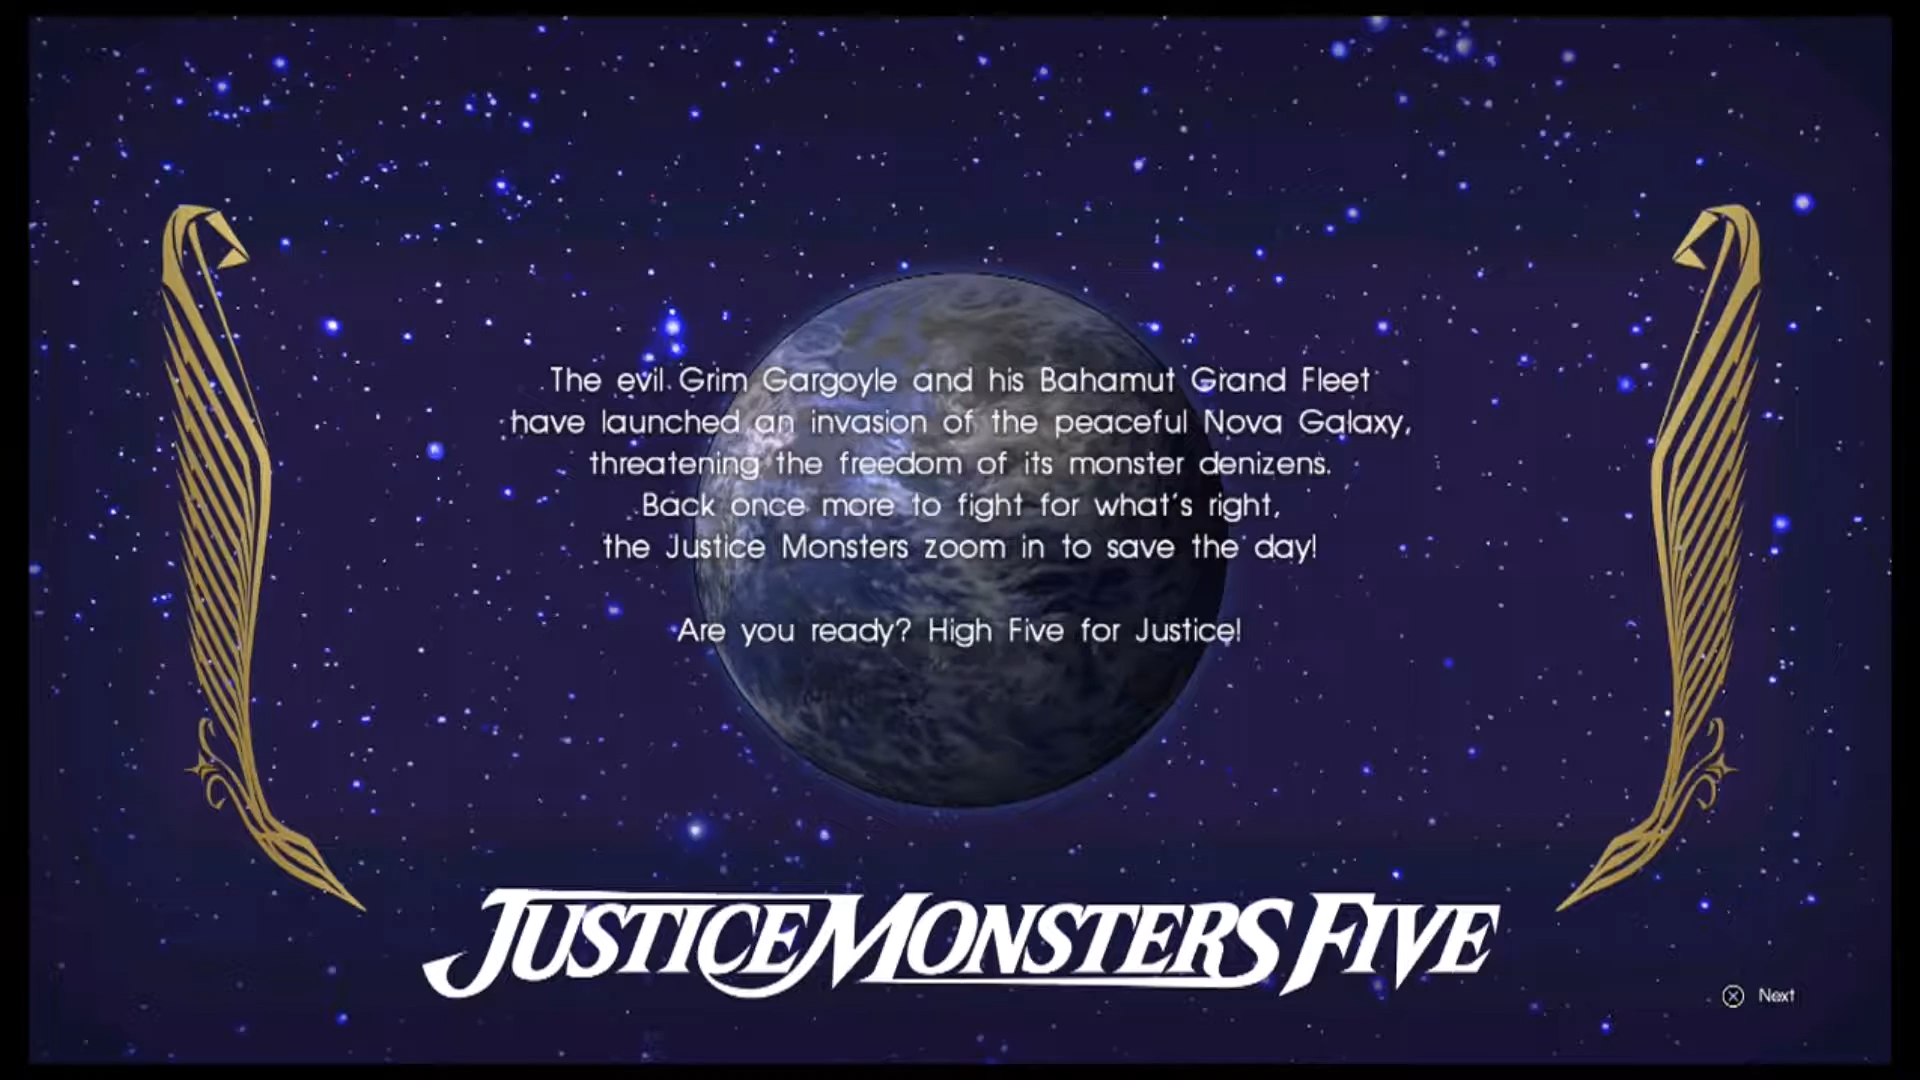 The evil Grim Gargoyle and his Bahamut Grand Fleet
have launched an invasion of the peaceful Nova Galaxy,
threatening the freedom of its monster denizens.
Back once more to fight for what's right,
the Justice Monsters zoom in to save the day!
Are you ready? High Five for Justice!
JUSTICE MONSTERS FIVE
Next